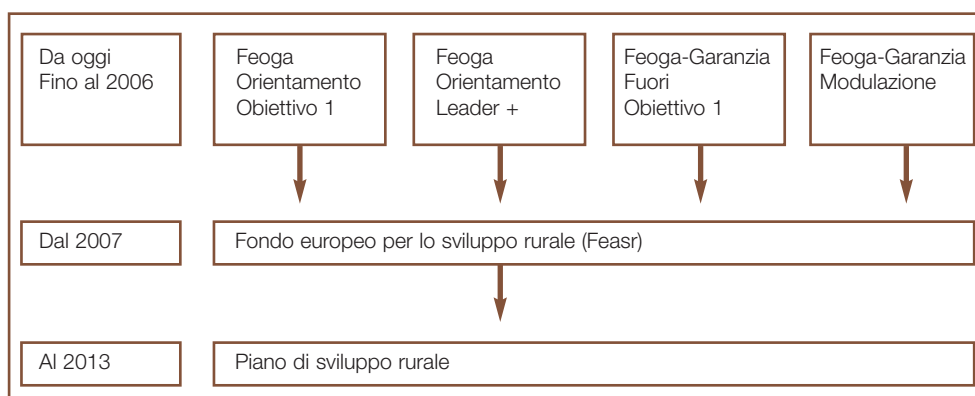 Da oggi
Fino al 2006
Feoga
Orientamento
Obiettivo 1
Feoga
Orientamento
Leader +
Feoga-Garanzia
Fuori
Obiettivo 1
Feoga-Garanzia
Modulazione
Dal 2007
Fondo europeo per lo sviluppo rurale (Feasr)
Al 2013
Piano di sviluppo rurale